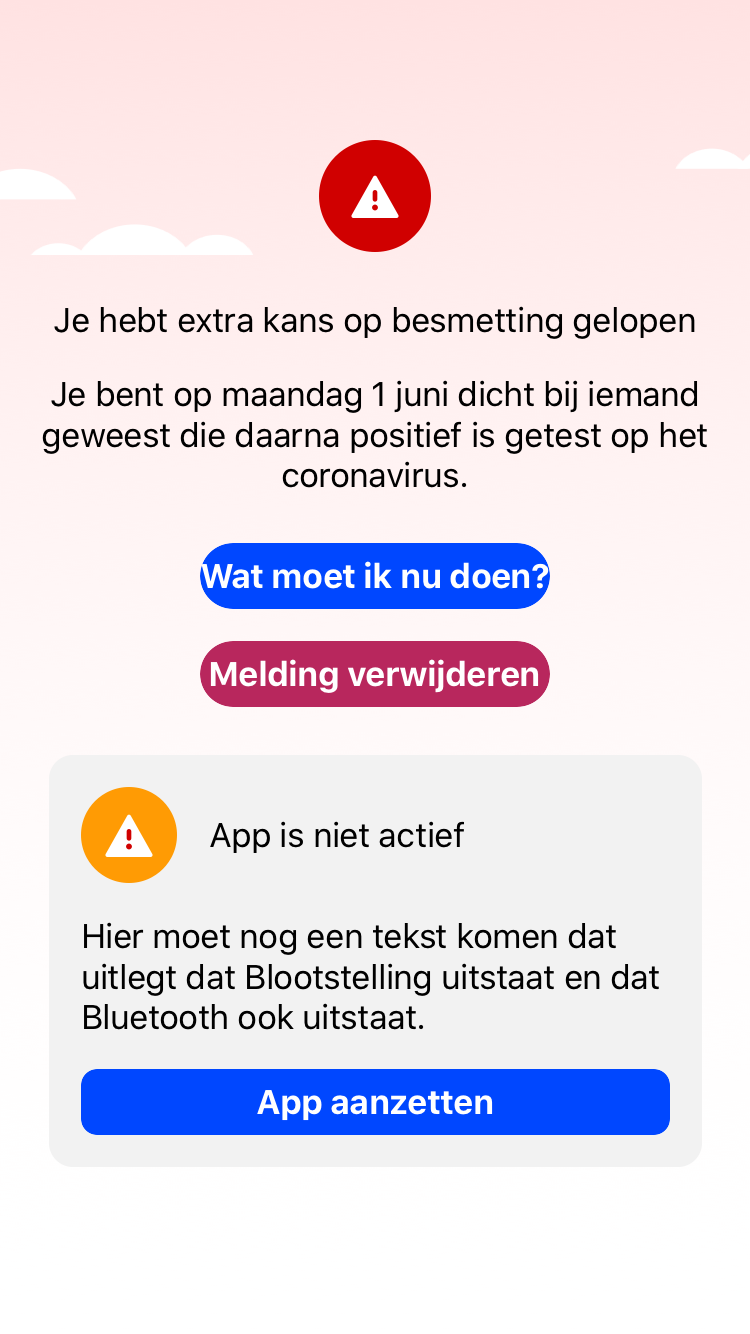 Je hebt extra kans op besmetting gelopen
Je bent op maandag 1 juni dicht bij iemand
geweest die daarna positief is getest op het
coronavirus.
Wat moet ik nu doen?
Melding verwijderen
App is niet actief
Hier moet nog een tekst komen dat
uitlegt dat Blootstelling uitstaat en dat
Bluetooth ook uitstaat.
App aanzetten